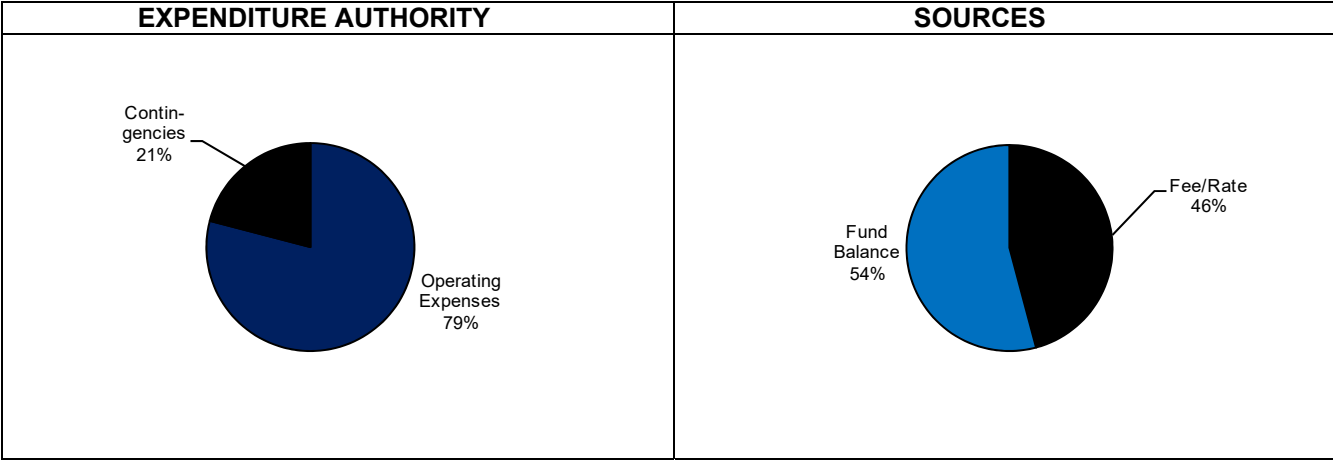 EXPENDITURE AUTHORITY
Contin-
gencies
21%
Operating
Expenses
79%
SOURCES
Fee/Rate
46%
Fund
Balance
54%